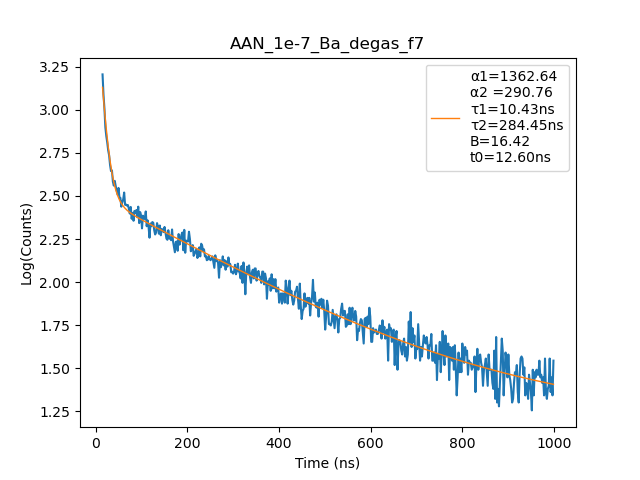 AAN_1e-7_Ba_degas_f7
α1=1362.64
α2 =290.76
τ1=10.43ns
τ2=284.45ns
B=16.42
t0=12.60ns
Log(Counts)
3.25
3.00
2.75
2.50
2.25
2.00
1.75
1.50
1.25
0 200 400 600 800 1000
Time (ns)